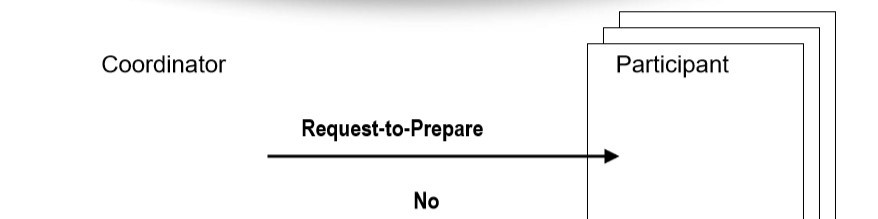 Coordinator
Participant
Request-to-Prepare
No